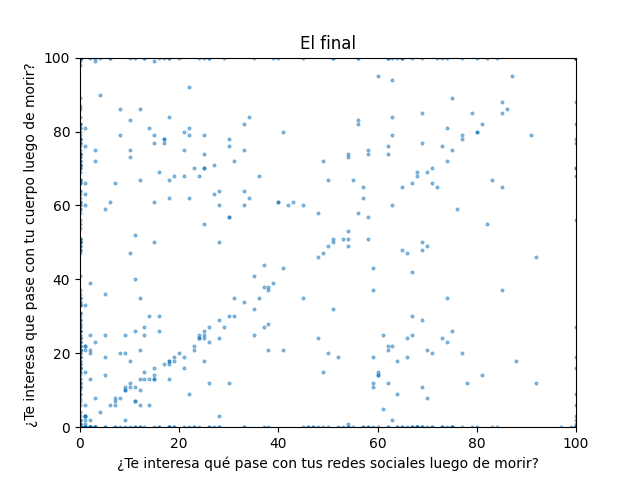 El final
¿Te interesa que pase con tu cuerpo luego de morir?
100
80
60
40
20
0
0 20 40 60 80 100
¿Te interesa qué pase con tus redes sociales luego de morir?